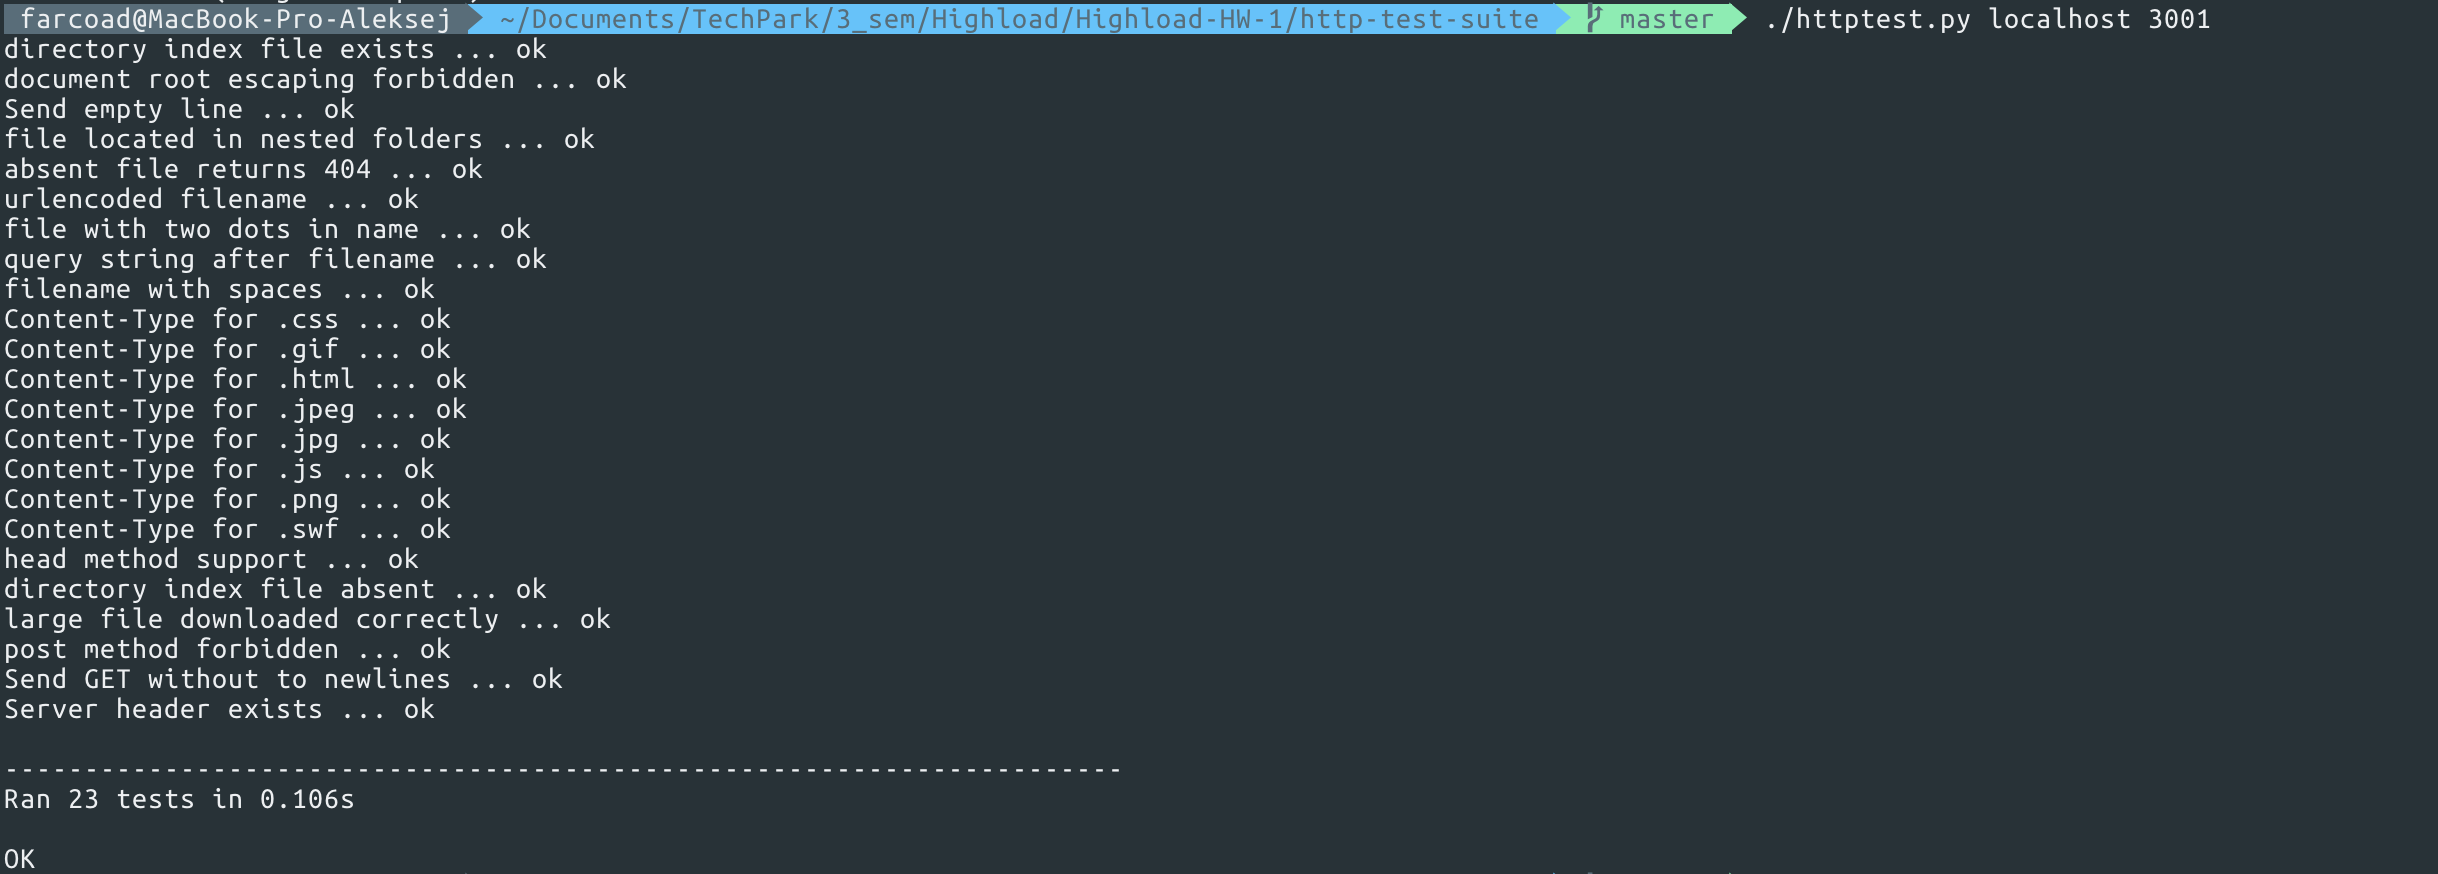 farcoad@MacBook-Pro-Aleksej ~/Documents/TechPark/3_sem/Highload/Highload-HW-1/http-test-suite master ./httptest.py localhost 3001
directory index file exists ... ok
document root escaping forbidden ... ok
Send empty line ... ok
file located in nested folders ... ok
absent file returns 404 ... ok
urlencoded filename ... ok
file with two dots in name ... ok
query string after filename ... ok
filename with spaces ... ok
Content-Type for .css ... ok
Content-Type for .gif ... ok
Content-Type for .html ... ok
Content-Type for .jpeg ... ok
Content-Type for .jpg ... ok
Content-Type for .js ... ok
Content-Type for .png ... ok
Content-Type for .swf ... ok
head method support ... ok
directory index file absent ... ok
large file downloaded correctly ... ok
post method forbidden ... ok
Send GET without to newlines ... ok
Server header exists ... ok
----------------------------------------------------------------------
Ran 23 tests in 0.106s
OK